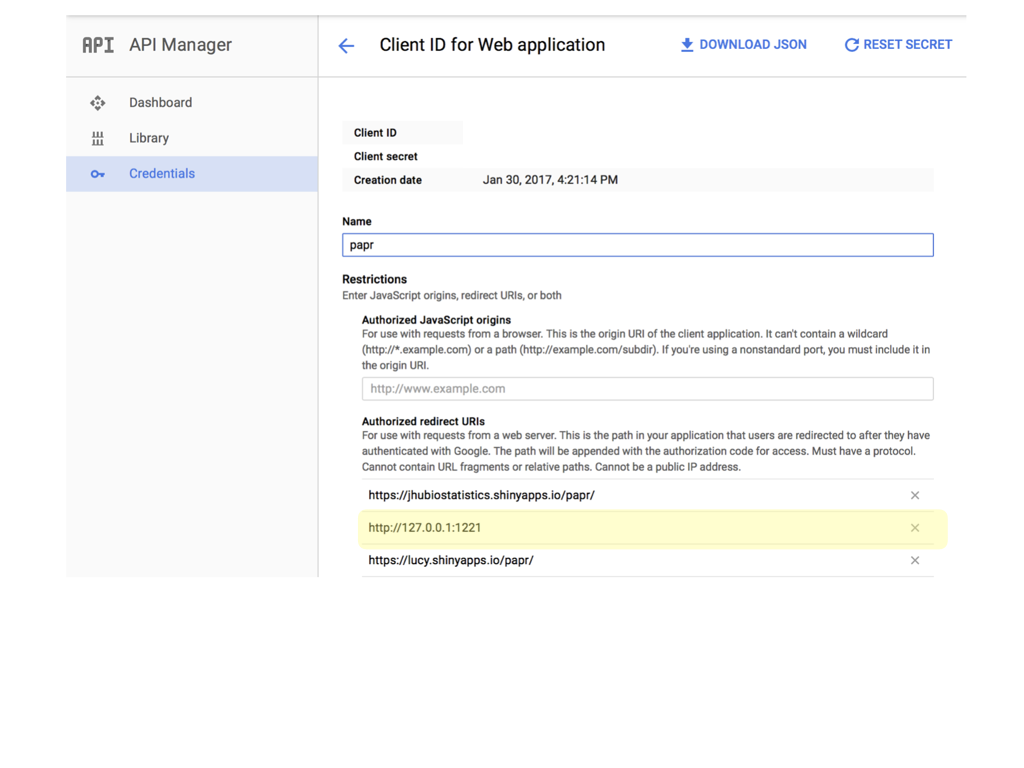 API API Manager
Client ID for Web application
DOWNLOAD JSON
RESET SECRET
Dashboard
Library
Credentials
Client ID
Client secret
Creation date Jan 30, 2017, 4:21:14 PM
Name
papr
Restrictions
Enter JavaScript origins, redirect URIs, or both
Authorized JavaScript origins
For use with requests from a browser. This is the origin URI of the client application. It can't contain a wildcard
(http://*.example.com) or a path (http://example.com/subdir). If you're using a nonstandard port, you must include it in
the origin URI.
http://www.example.com
Authorized redirect URIs
For use with requests from a web server. This is the path in your application that users are redirected to after they have
authenticated with Google. The path will be appended with the authorization code for access. Must have a protocol.
Cannot contain URL fragments or relative paths. Cannot be a public IP address.
https://jhubiostatistics.shinyapps.io/papr/
http://127.0.0.1:1221
https://lucy.shinyapps.io/papr/